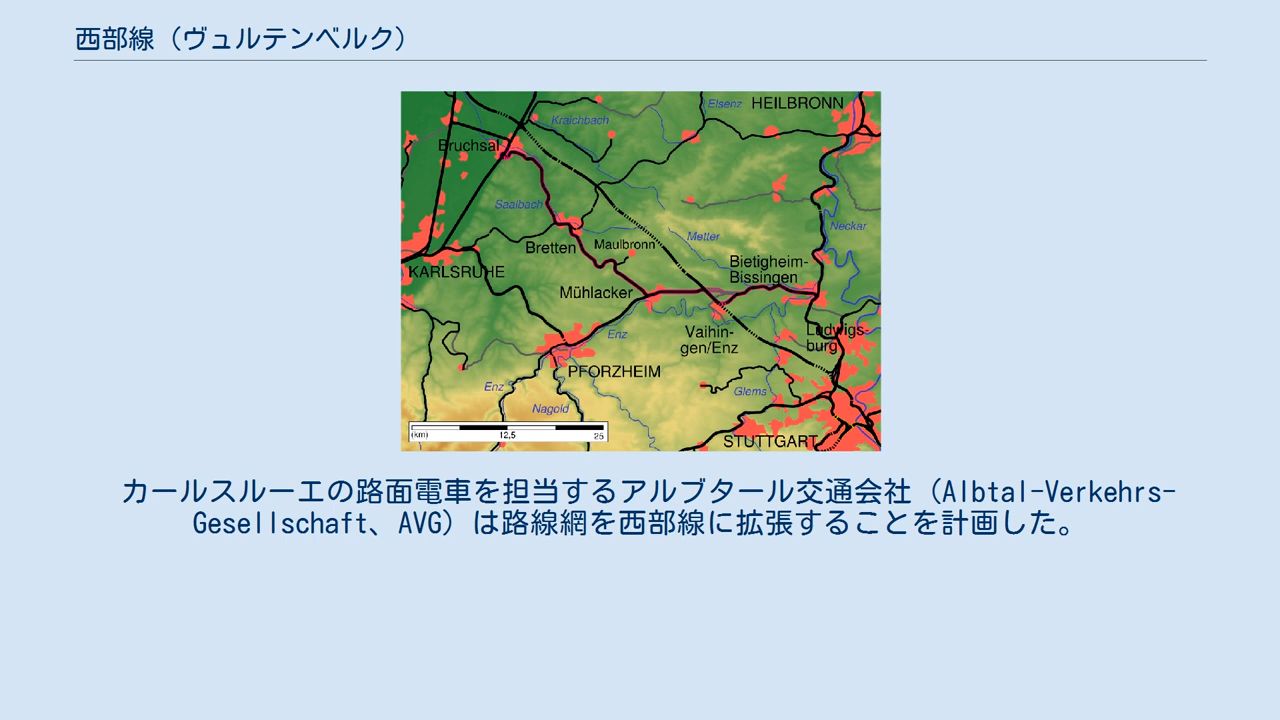 西部線（ヴュルテンベルク）
Elsenz
HEILBRONN
Kraichbach
Bruchsal
Saalbach
Neckar
Metter
Bretten
Maulbronn
Bietigheim-
Bissingen
KARLSRUHE
Mühlacker
Enz
Vaihin-
gen/Enz
Ludwigs-
burg
PFORZHEIM
Enz
Glems
Nagold
(km)
12,5
25
STUTTGART
カールスルーエの路面電車を担当するアルブタール交通会社（Albtal-Verkehrs-
Gesellschaft、AVG）は路線網を西部線に拡張することを計画した。